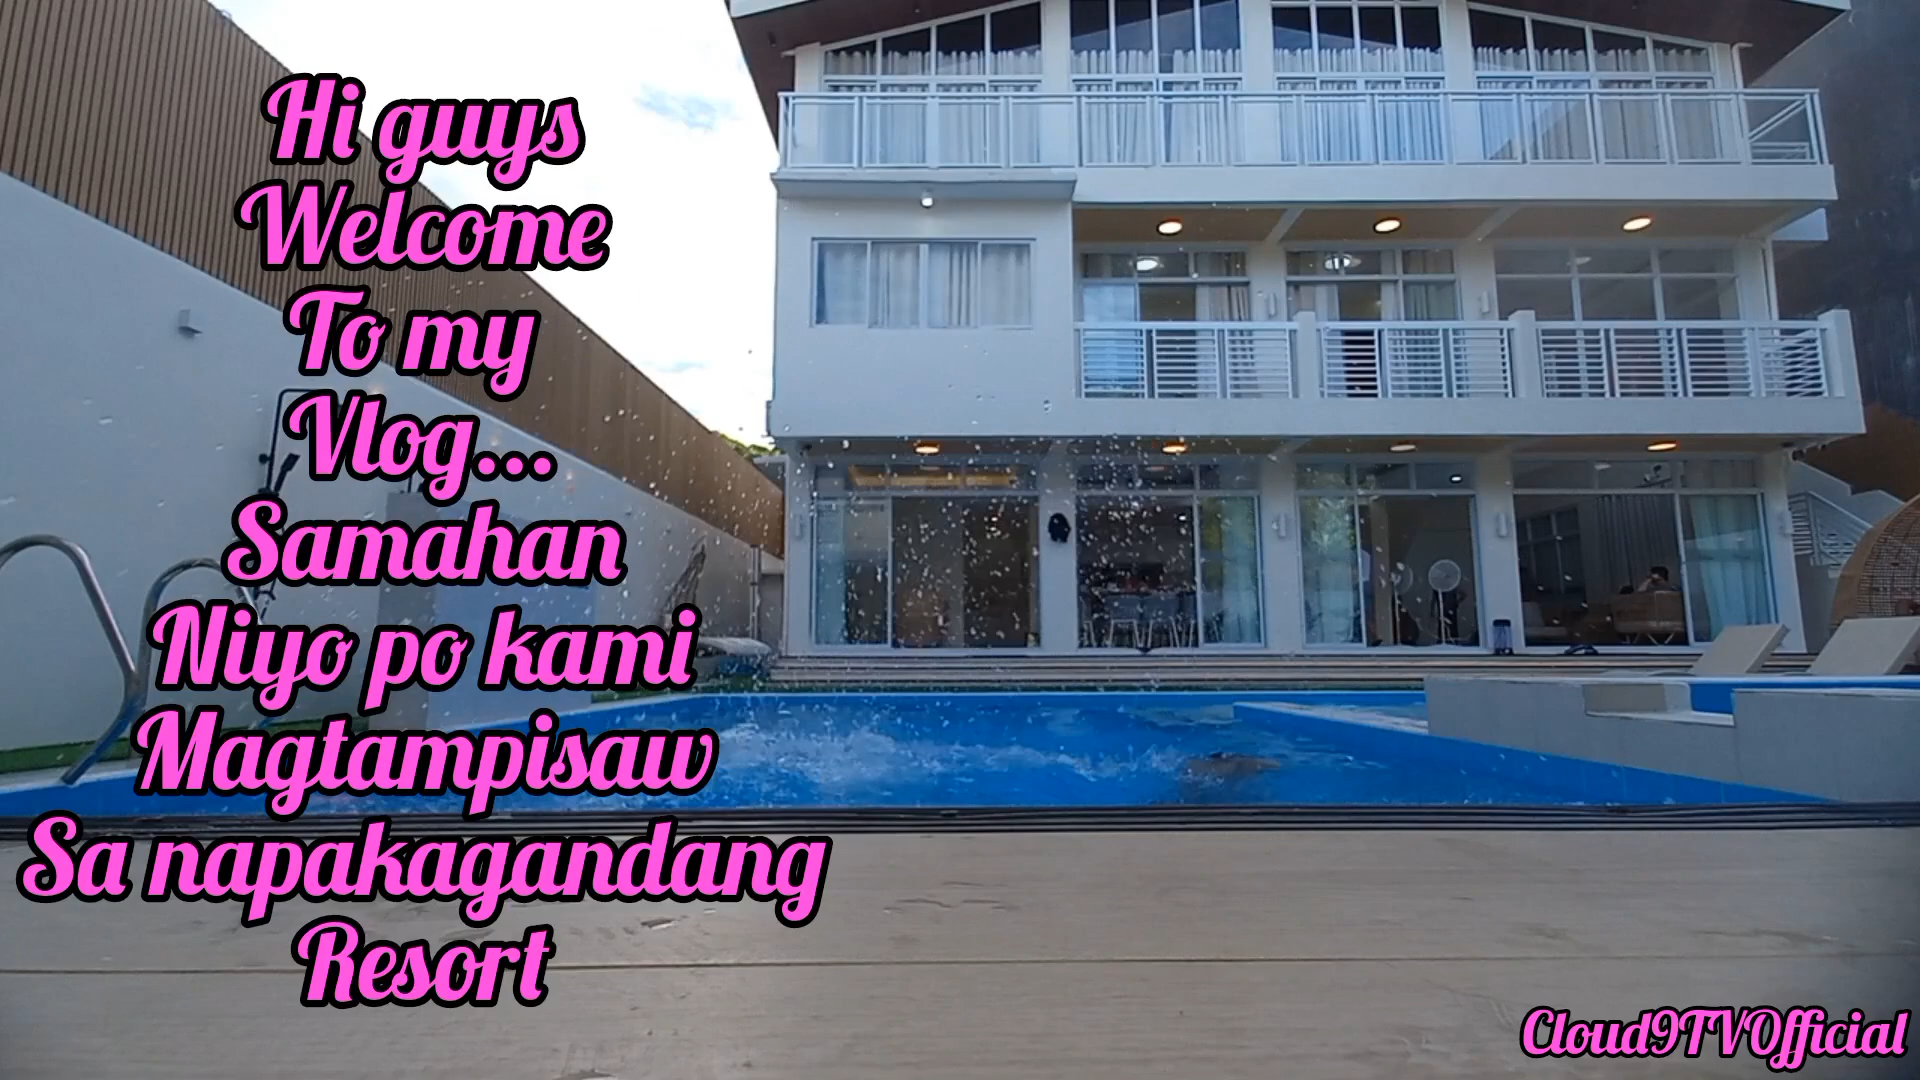 Hi guys
Welcome
To my
Vlog...
Samahan
Niyo po kami
Magtampisaw
Sa napakagandang
Resort
Cloud9TVOfficial